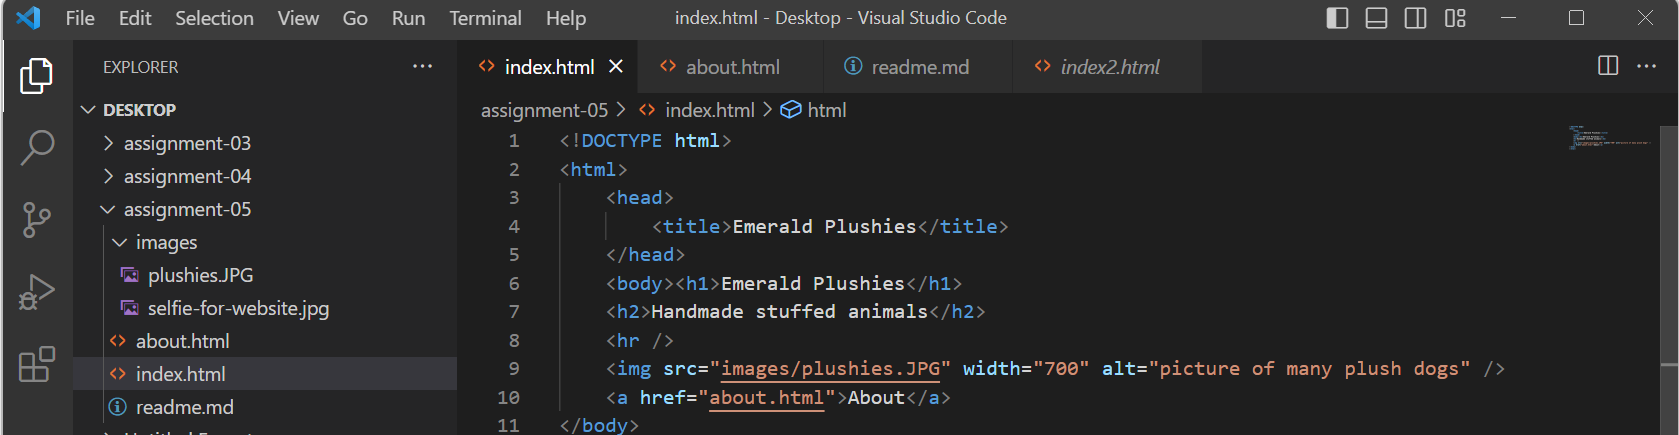 File Edit Selection View Go Run Terminal Help index.html - Desktop - Visual Studio Code
EXPLORER
DESKTOP
assignment-03
assignment-04
assignment-05
images
plushies.JPG
selfie-for-website.jpg
about.html
index.html
readme.md
index.html about.html readme.md index2.html
assignment-05 > index.html > html
1 <!DOCTYPE html>
2 <html>
3 <head>
4 <title>Emerald Plushies</title>
5 </head>
6 <body><h1>Emerald Plushies</h1>
7 <h2>Handmade stuffed animals</h2>
8 <hr />
9 <img src="images/plushies.JPG" width="700" alt="picture of many plush dogs" />
10 <a href="about.html">About</a>
11 </body>